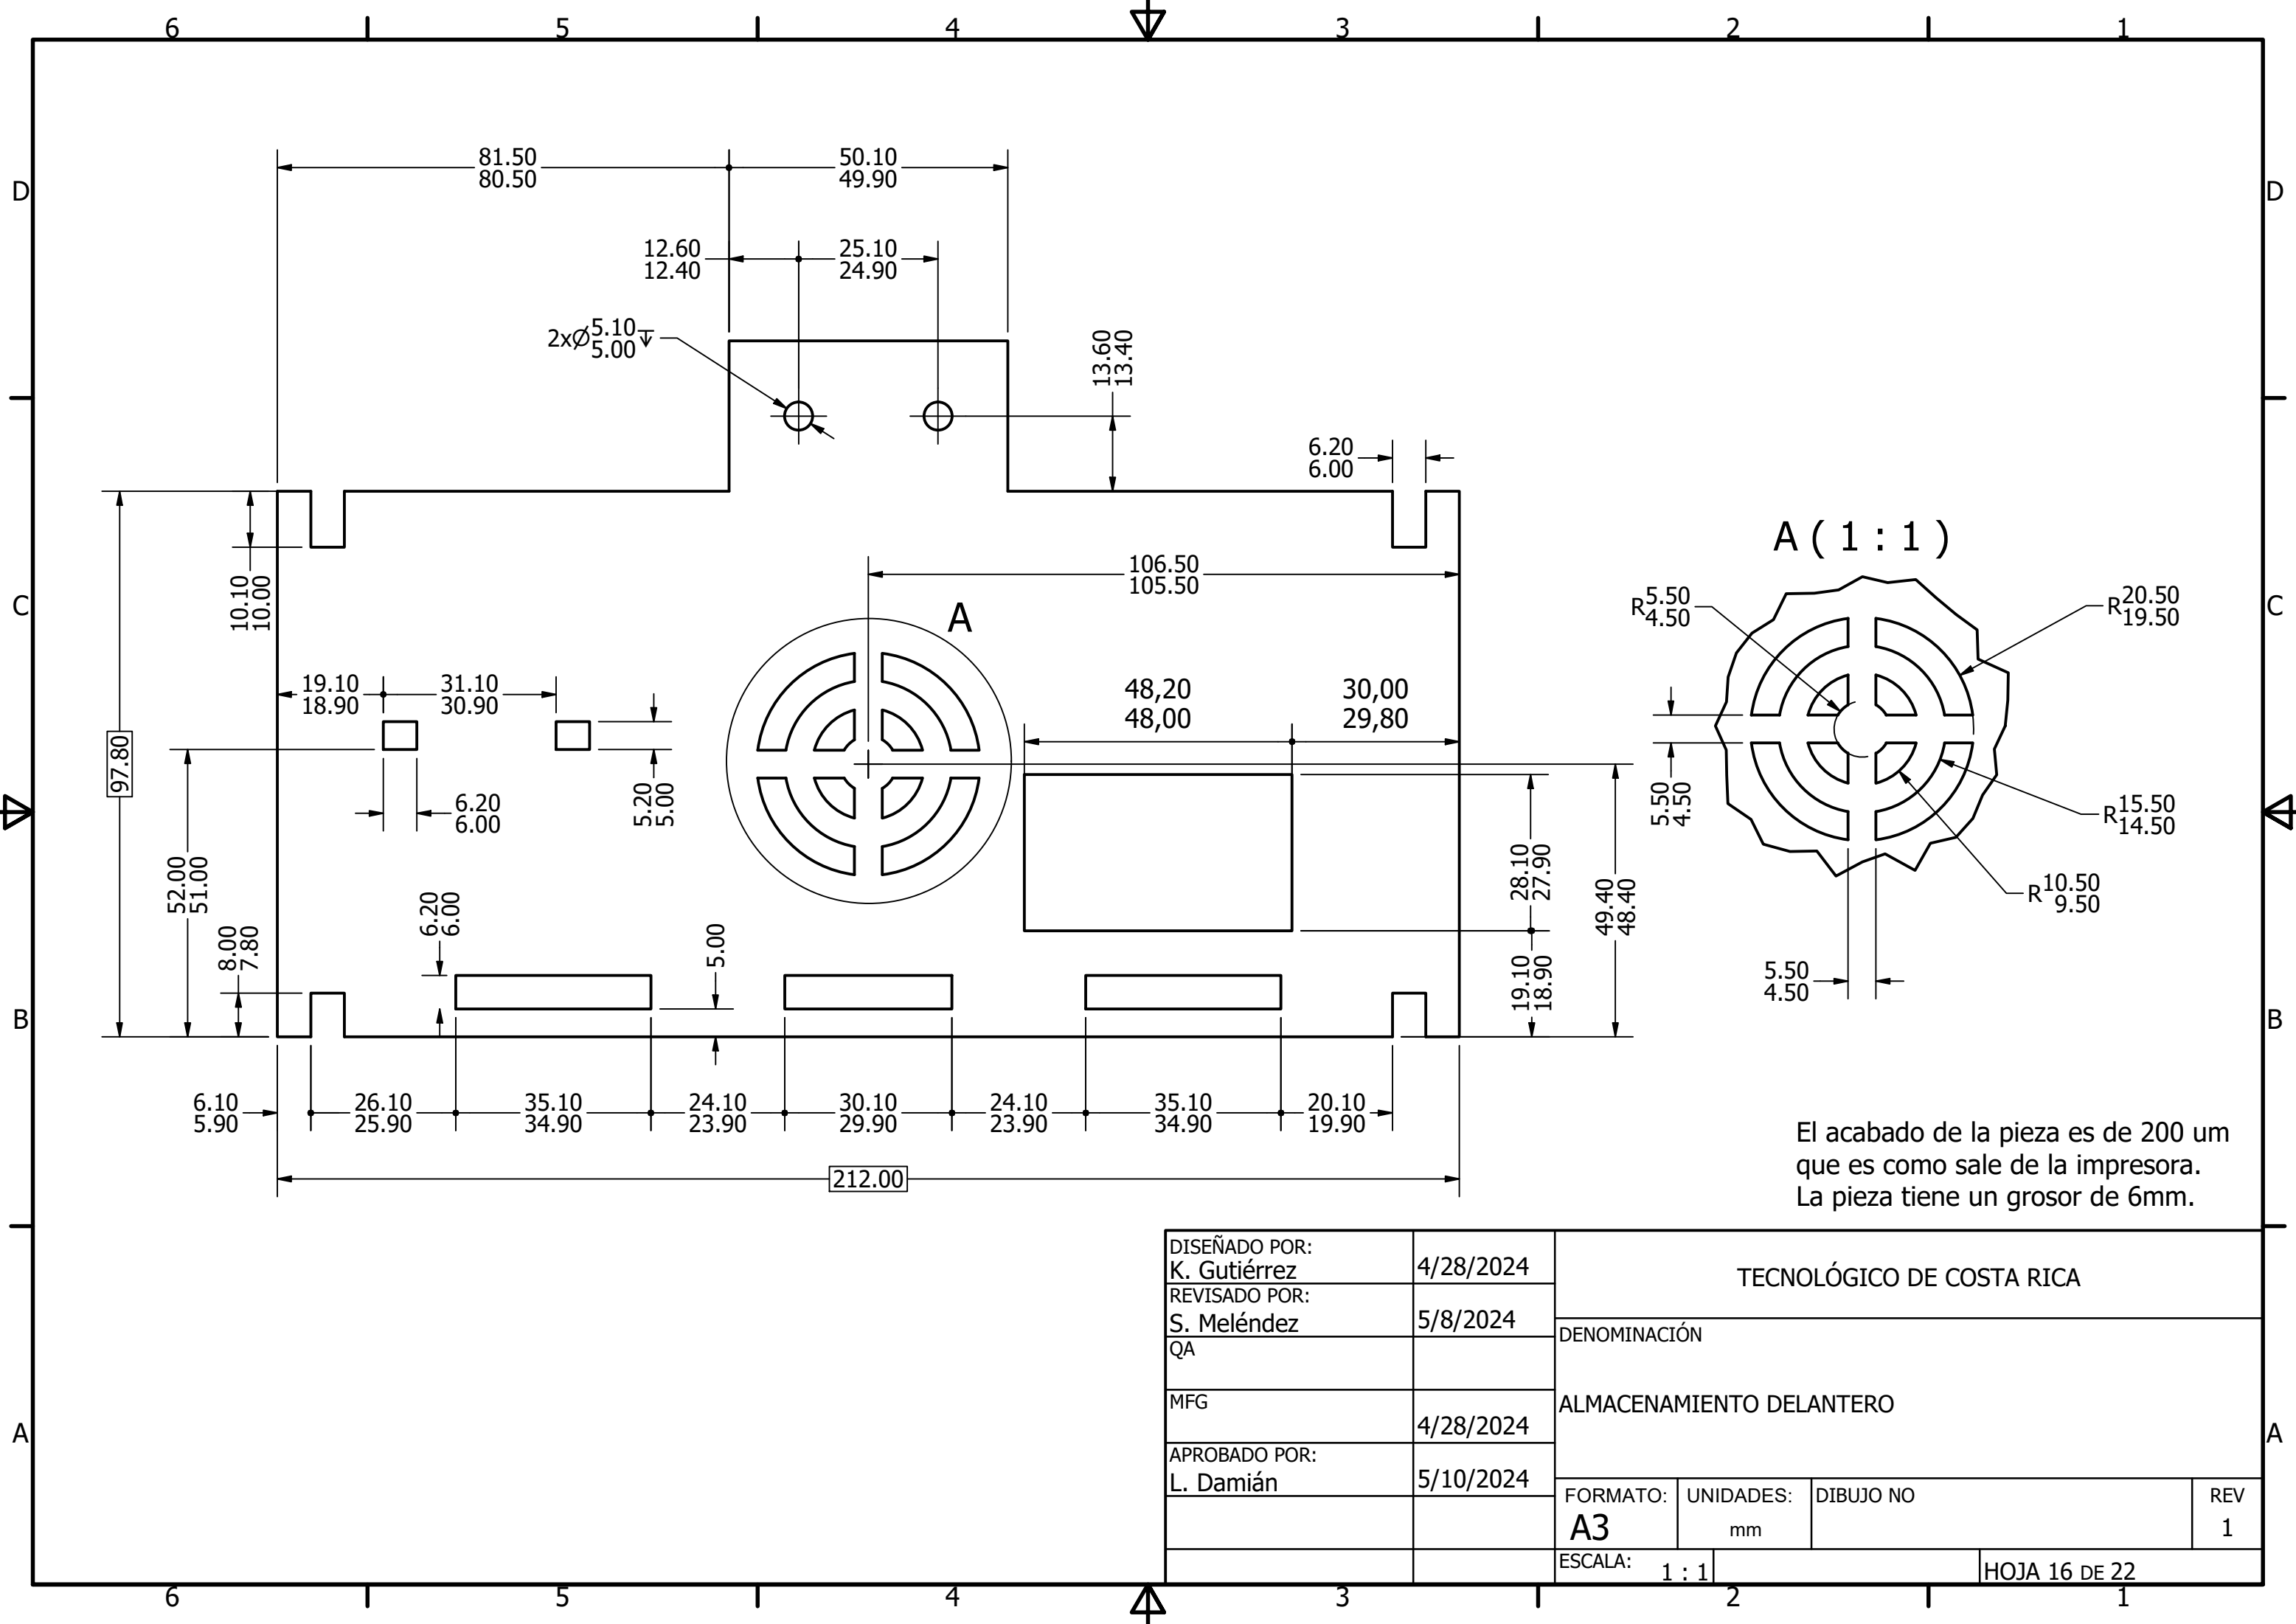 6 5 4 3 2 1
D D
81.50 50.10
80.50 49.90
12.60 25.10
12.40 24.90
2xØ5.10↧
5.00
13.60
13.40
6.20
6.00
A ( 1 : 1 )
106.50
105.50
10.10
10.00
C C
R5.50
4.50
R20.50
19.50
A
19.10 31.10
18.90 30.90
48,20 30,00
48,00 29,80
97.80
6.20
6.00
5.20
5.00
5.50
4.50
R15.50
14.50
52.00
51.00
28.10
27.90
49.40
48.40
R10.50
9.50
6.20
6.00
8.00
7.80
5.00
19.10
18.90
5.50
4.50
B B
6.10 26.10 35.10 24.10 30.10 24.10 35.10 20.10
5.90 25.90 34.90 23.90 29.90 23.90 34.90 19.90
212.00
El acabado de la pieza es de 200 um
que es como sale de la impresora.
La pieza tiene un grosor de 6mm.
DISEÑADO POR:
K. Gutiérrez 4/28/2024
TECNOLÓGICO DE COSTA RICA
REVISADO POR:
S. Meléndez 5/8/2024
DENOMINACIÓN
QA
MFG
4/28/2024
ALMACENAMIENTO DELANTERO
A A
APROBADO POR:
L. Damián 5/10/2024
FORMATO: UNIDADES: DIBUJO NO REV
A3 mm 1
ESCALA: 1 : 1 HOJA 16 DE 22
6 5 4 3 2 1